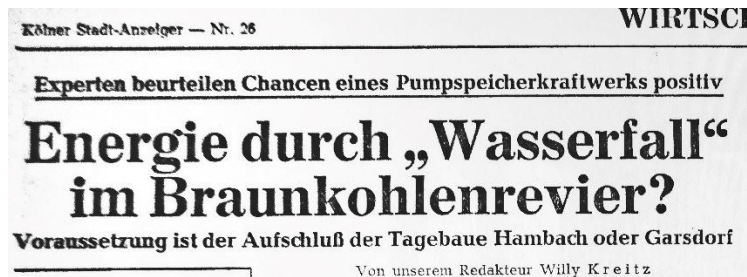 Kölner Stadt-Anzeiger — Nr. 26
WIRTSCH
Experten beurteilen Chancen eines Pumpspeicherkraftwerks positiv
Energie durch „Wasserfall“
im Braunkohlenrevier?
Voraussetzung ist der Aufschluß der Tagebaue Hambach oder Garsdorf
Von unserem Redakteur Willy Kreitz